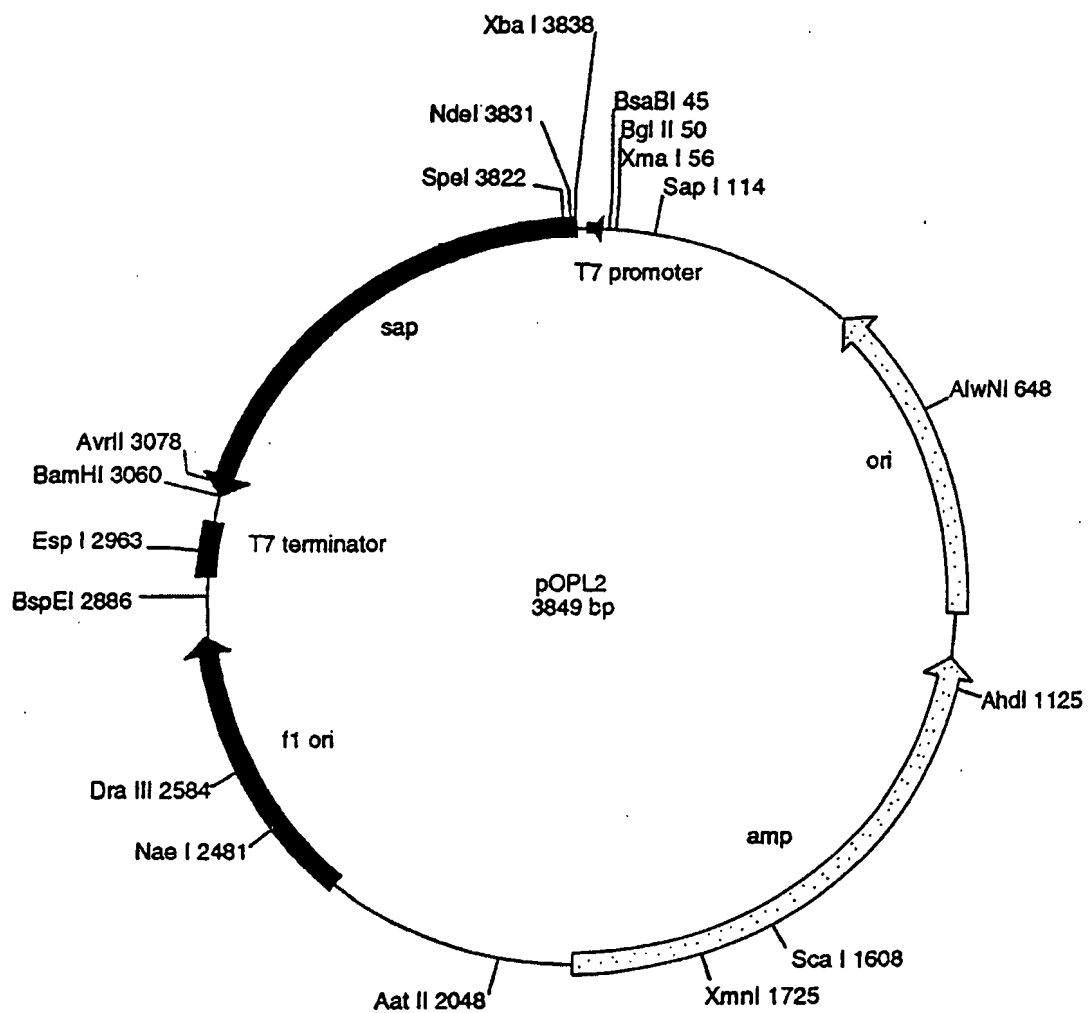 Xba I 3838
NdeI 3831
SpeI 3822
BsaBI 45
Bgl II 50
Xma I 56
Sap I 114
T7 promoter
sap
AlwNI 648
ori
AvrII 3078
BamHI 3060
Esp I 2963
T7 terminator
BspEI 2886
pOPL2
3849 bp
AhdI 1125
f1 ori
Dra III 2584
Nae I 2481
amp
Sca I 1608
XmnI 1725
Aat II 2048